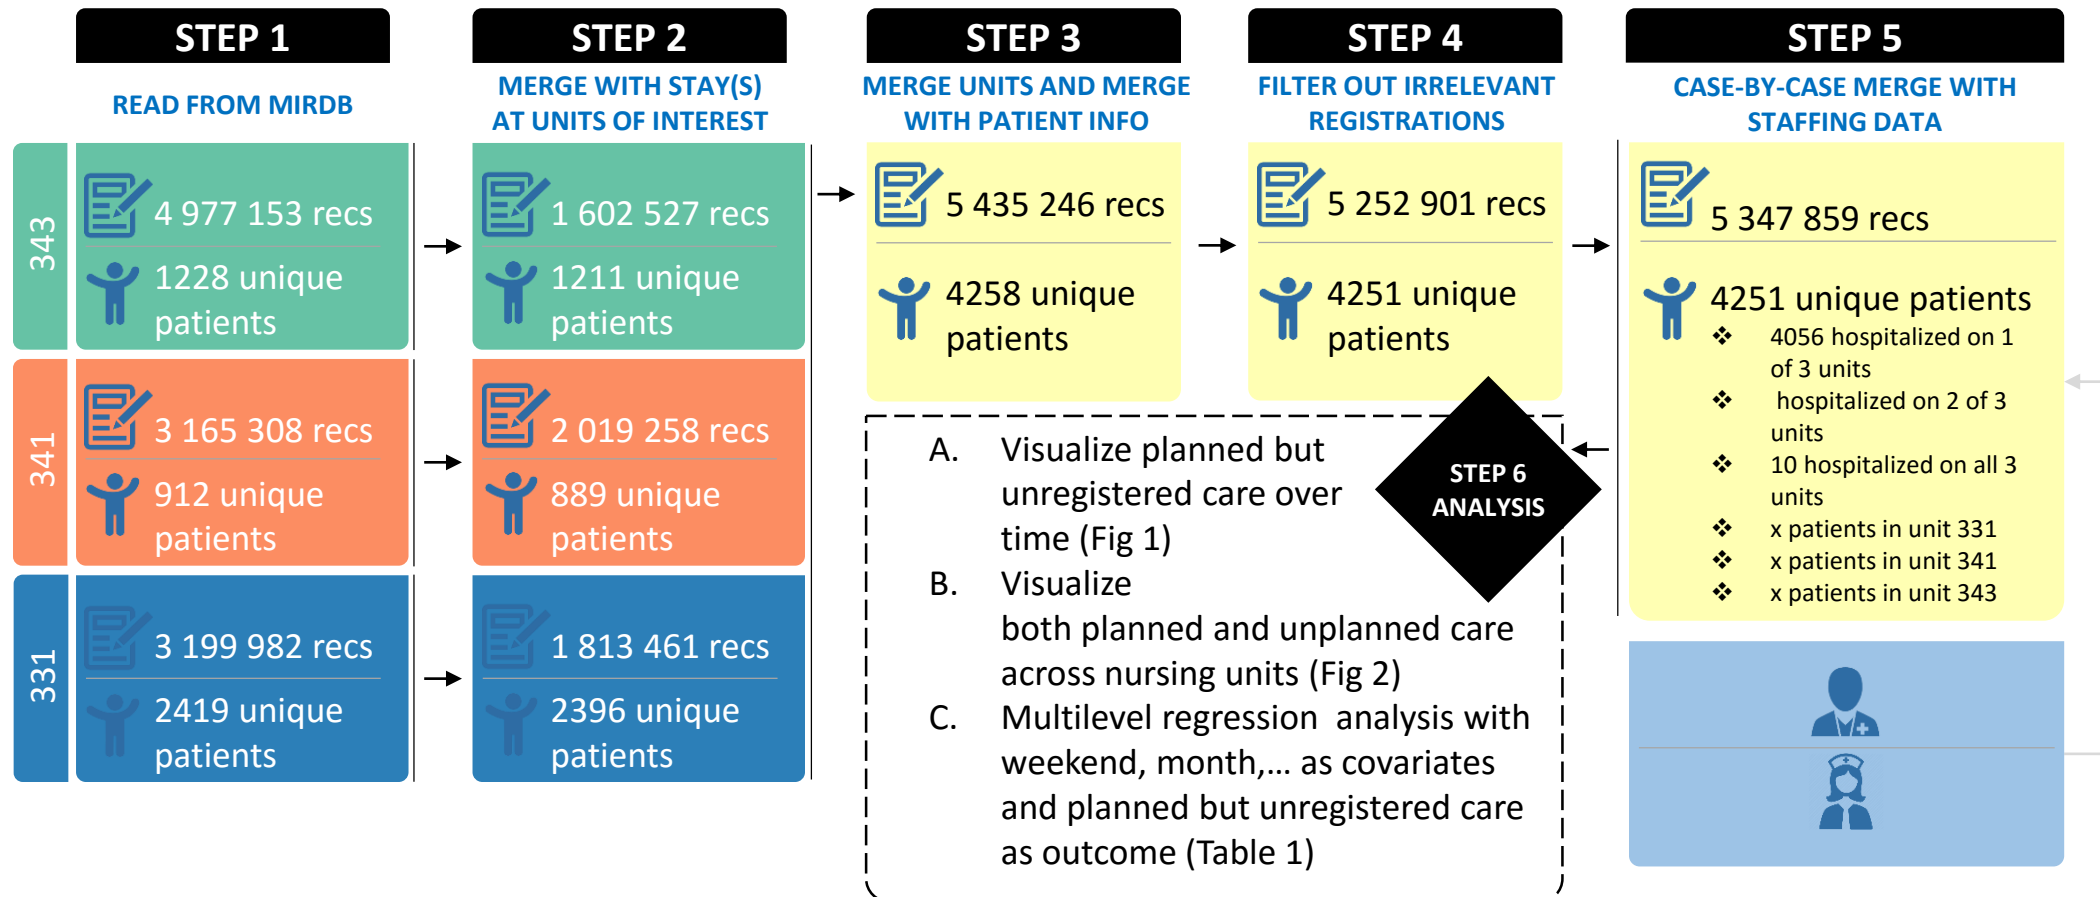 STEP 1
READ FROM MIRDB
343
4 977 153 recs
1228 unique
patients
341
3 165 308 recs
912 unique
patients
331
3 199 982 recs
2419 unique
patients
STEP 2
MERGE WITH STAY(S)
AT UNITS OF INTEREST
1 602 527 recs
1211 unique
patients
2 019 258 recs
889 unique
patients
1 813 461 recs
2396 unique
patients
STEP 3
MERGE UNITS AND MERGE
WITH PATIENT INFO
5 435 246 recs
4258 unique
patients
STEP 4
FILTER OUT IRRELEVANT
REGISTRATIONS
5 252 901 recs
4251 unique
patients
STEP 5
CASE-BY-CASE MERGE WITH
STAFFING DATA
5 347 859 recs
4251 unique patients
❖ 4056 hospitalized on 1
of 3 units
❖ hospitalized on 2 of 3
units
❖ 10 hospitalized on all 3
units
❖ x patients in unit 331
❖ x patients in unit 341
❖ x patients in unit 343
STEP 6
ANALYSIS
A. Visualize planned but
unregistered care over
time (Fig 1)
B. Visualize
both planned and unplanned care
across nursing units (Fig 2)
C. Multilevel regression analysis with
weekend, month,... as covariates
and planned but unregistered care
as outcome (Table 1)